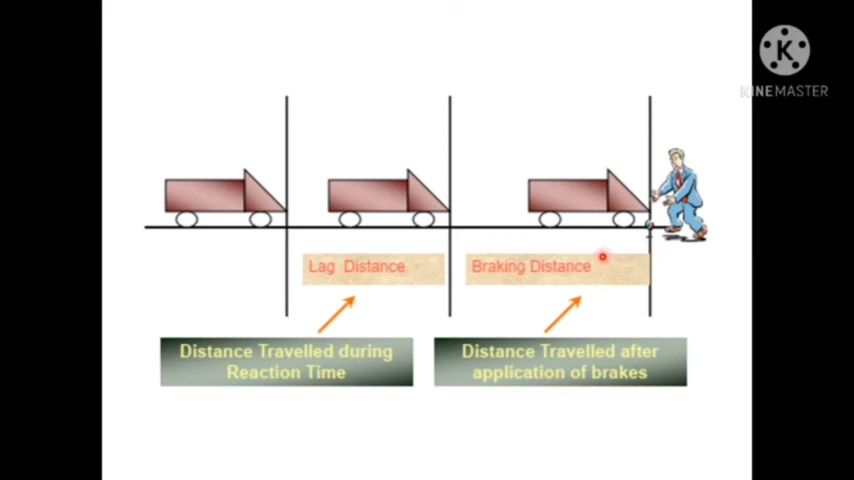 K
KINEMASTER
Lag Distance
Braking Distance
Distance Travelled during
Reaction Time
Distance Travelled after
application of brakes